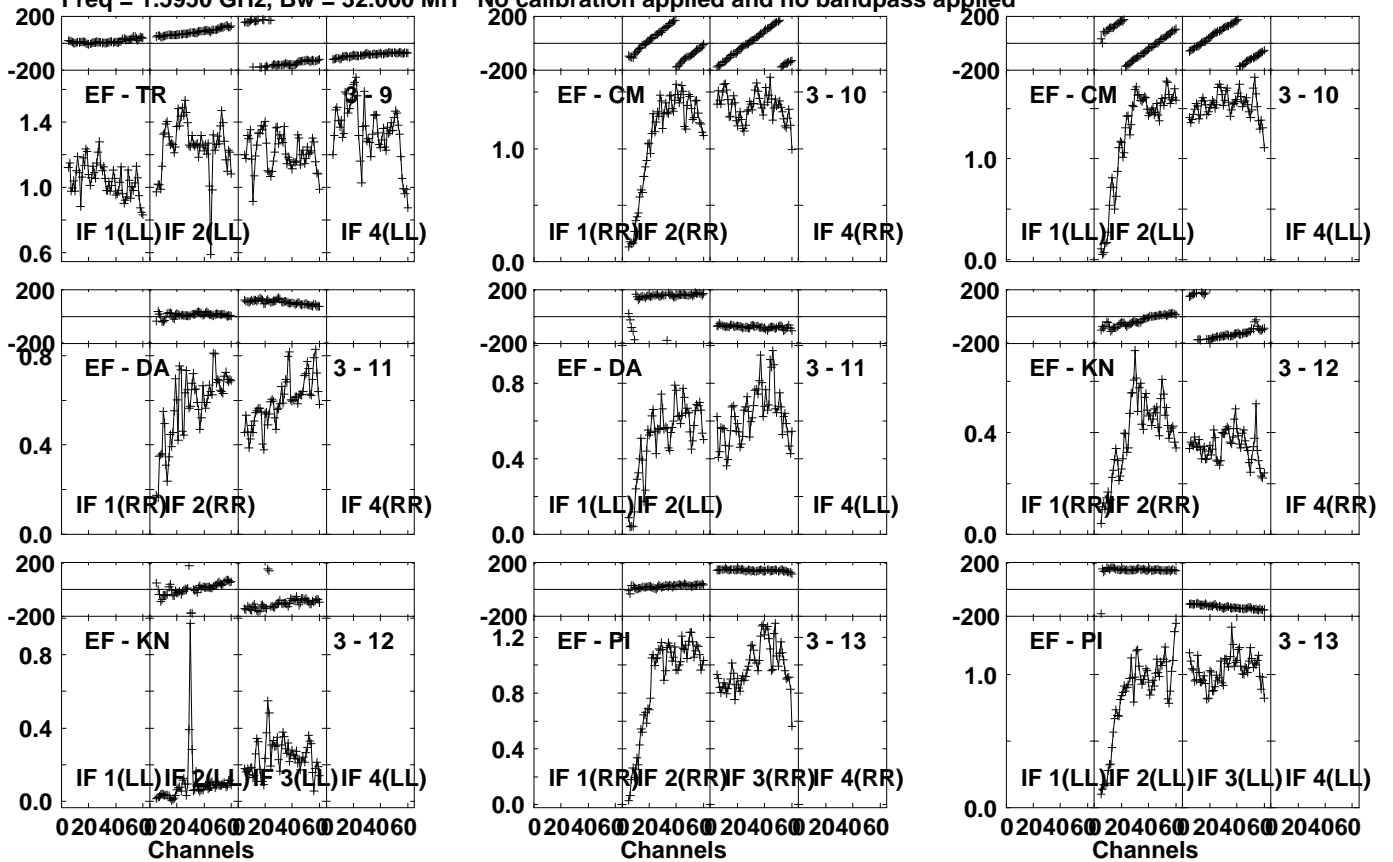 Freq = 1.5950 GHz, Bw = 32.000 MH No calibration applied and no bandpass applied
200
-200
EF - TR 3 - 9
1.4
1.0
0.6
IF 1(LL) IF 2(LL) IF 4(LL)
200
-200
EF - CM 3 - 10
1.0
0.0
IF 1(RR) IF 2(RR) IF 4(RR)
200
-200
EF - CM 3 - 10
1.0
0.0
IF 1(LL) IF 2(LL) IF 4(LL)
200
-200
0.8
EF - DA 3 - 11
0.4
0.0
IF 1(RR) IF 2(RR) IF 4(RR)
200
-200
EF - DA 3 - 11
0.8
0.4
0.0
IF 1(LL) IF 2(LL) IF 4(LL)
200
-200
EF - KN 3 - 12
0.4
0.0
IF 1(RR) IF 2(RR) IF 4(RR)
200
-200
EF - KN 3 - 12
0.8
0.4
0.0
IF 1(LL) IF 2(LL) IF 3(LL) IF 4(LL)
0 20 40 60 0 20 40 60 0 20 40 60 0 20 40 60
Channels
200
-200
EF - PI 3 - 13
1.2
0.8
0.4
0.0
IF 1(RR) IF 2(RR) IF 3(RR) IF 4(RR)
0 20 40 60 0 20 40 60 0 20 40 60 0 20 40 60
Channels
200
-200
EF - PI 3 - 13
1.0
0.0
IF 1(LL) IF 2(LL) IF 3(LL) IF 4(LL)
0 20 40 60 0 20 40 60 0 20 40 60 0 20 40 60
Channels